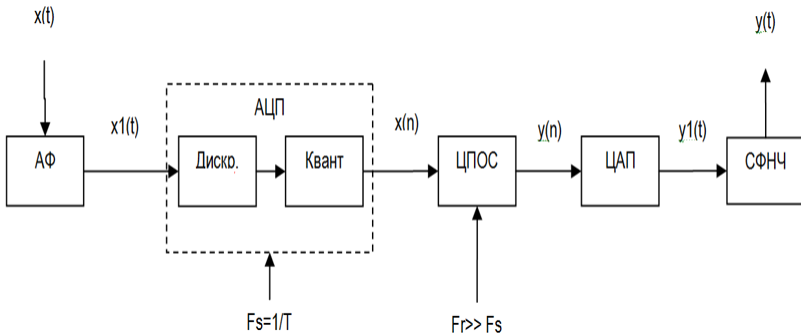 x(t)
y(t)
x1(t)
АЦП
x(n)
y(n)
y1(t)
АФ
Дискр.
Квант
ЦПОС
ЦАП
СФНЧ
Fs=1/T
Fr>> Fs